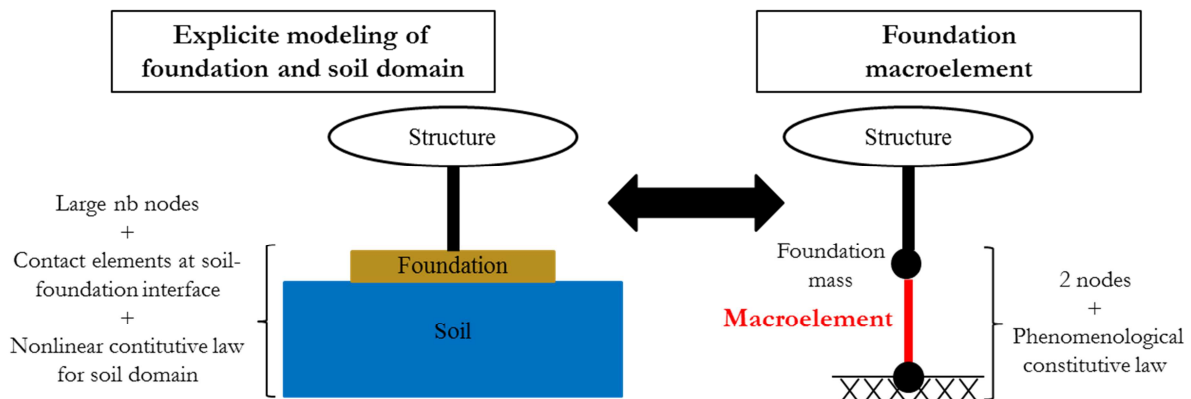 Explicite modeling of
foundation and soil domain
Structure
Large nb nodes
+
Contact elements at soil-
foundation interface
+
Nonlinear contitutive law
for soil domain
Foundation
Soil
Foundation
macroelement
Structure
Foundation
mass
Macroelement
2 nodes
+
Phenomenological
constitutive law